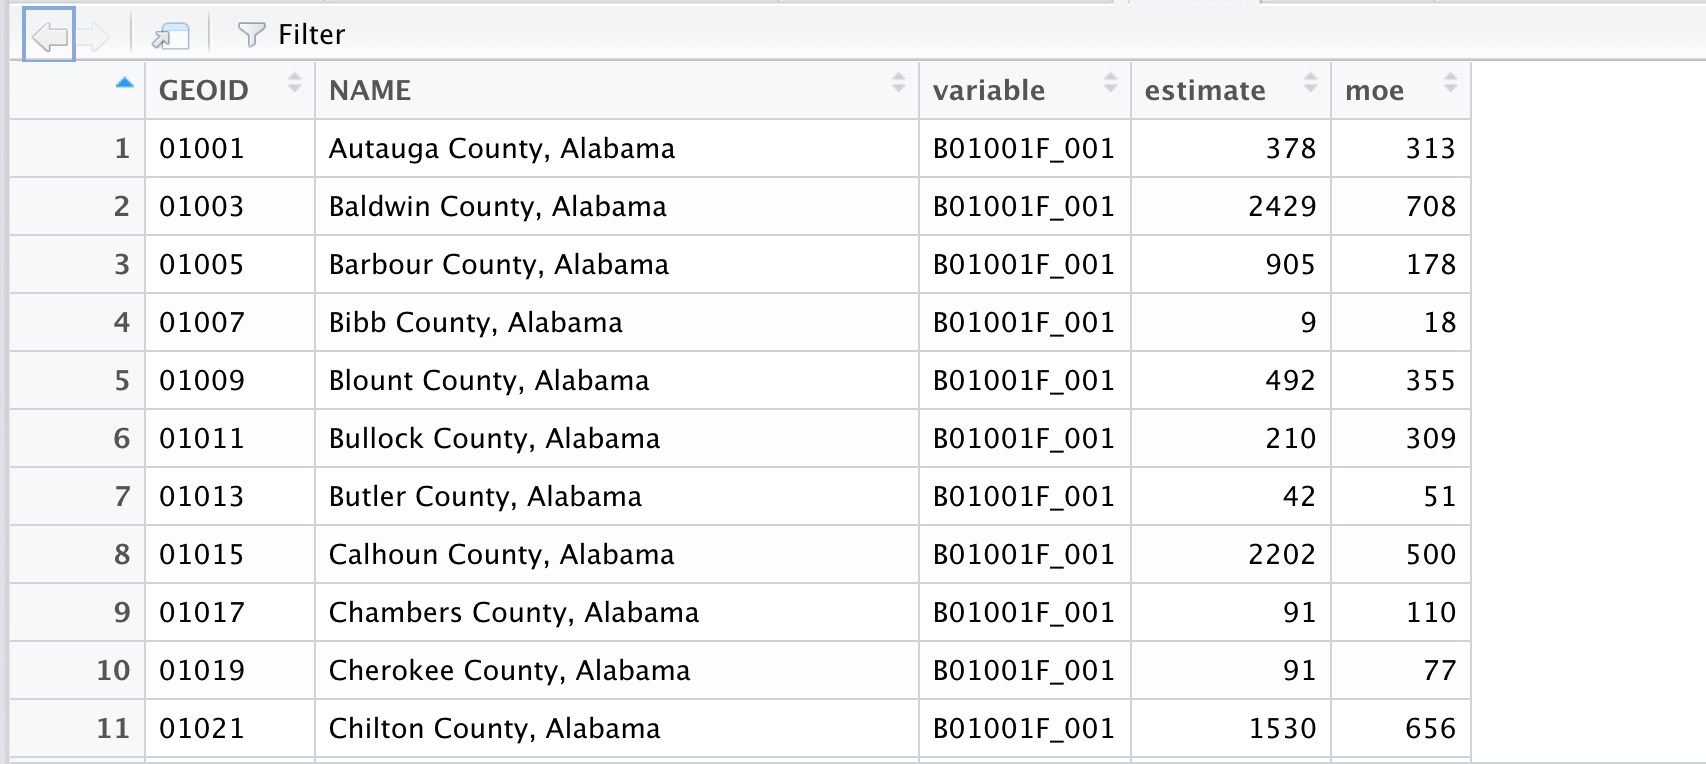 Filter
GEOID NAME variable estimate moe
1 01001 Autauga County, Alabama B01001F_001 378 313
2 01003 Baldwin County, Alabama B01001F_001 2429 708
3 01005 Barbour County, Alabama B01001F_001 905 178
4 01007 Bibb County, Alabama B01001F_001 9 18
5 01009 Blount County, Alabama B01001F_001 492 355
6 01011 Bullock County, Alabama B01001F_001 210 309
7 01013 Butler County, Alabama B01001F_001 42 51
8 01015 Calhoun County, Alabama B01001F_001 2202 500
9 01017 Chambers County, Alabama B01001F_001 91 110
10 01019 Cherokee County, Alabama B01001F_001 91 77
11 01021 Chilton County, Alabama B01001F_001 1530 656